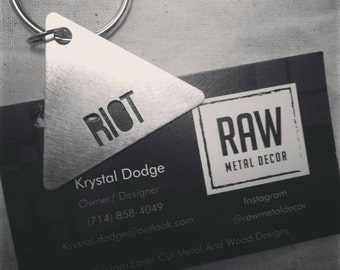 RIOT
RAW
METAL DECOR
Krystal Dodge
Owner/ Designer
(714) 858-4049
Krystal.dodge@outlook.com
Instagram
@rawmetaldecor
Laser Cut Metal And Wood Designs